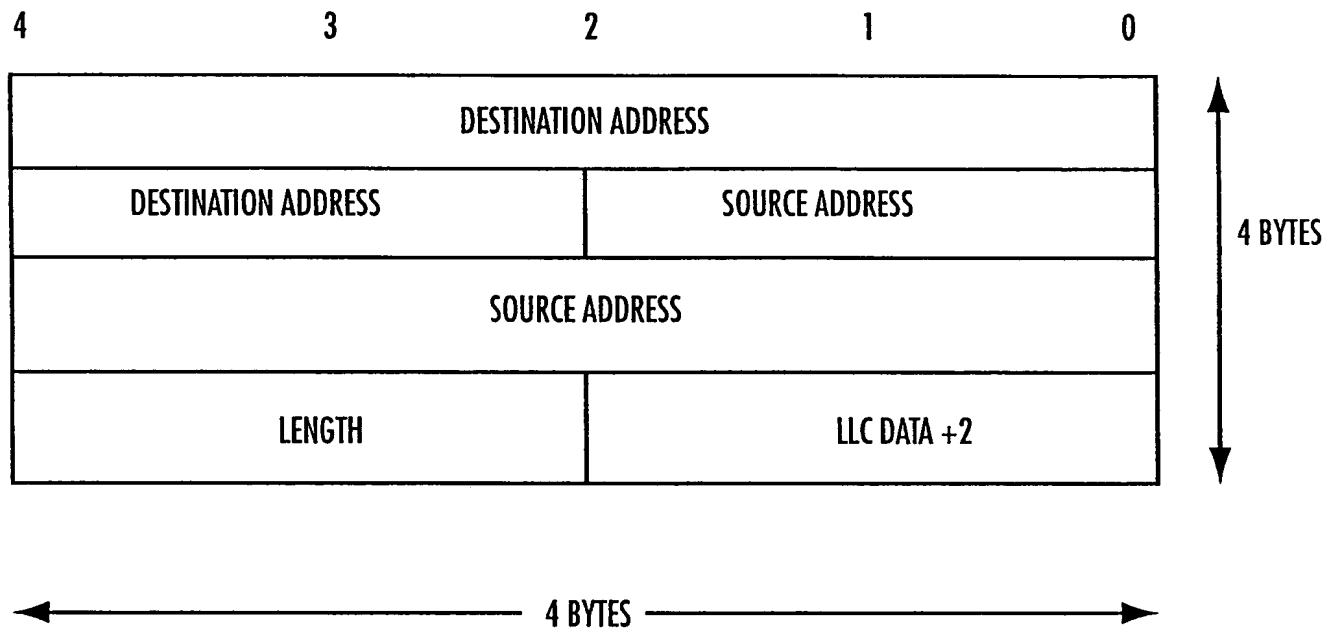 4 3 2 1 0
DESTINATION ADDRESS
DESTINATION ADDRESS SOURCE ADDRESS
4 BYTES
SOURCE ADDRESS
LENGTH LLC DATA +2
4 BYTES